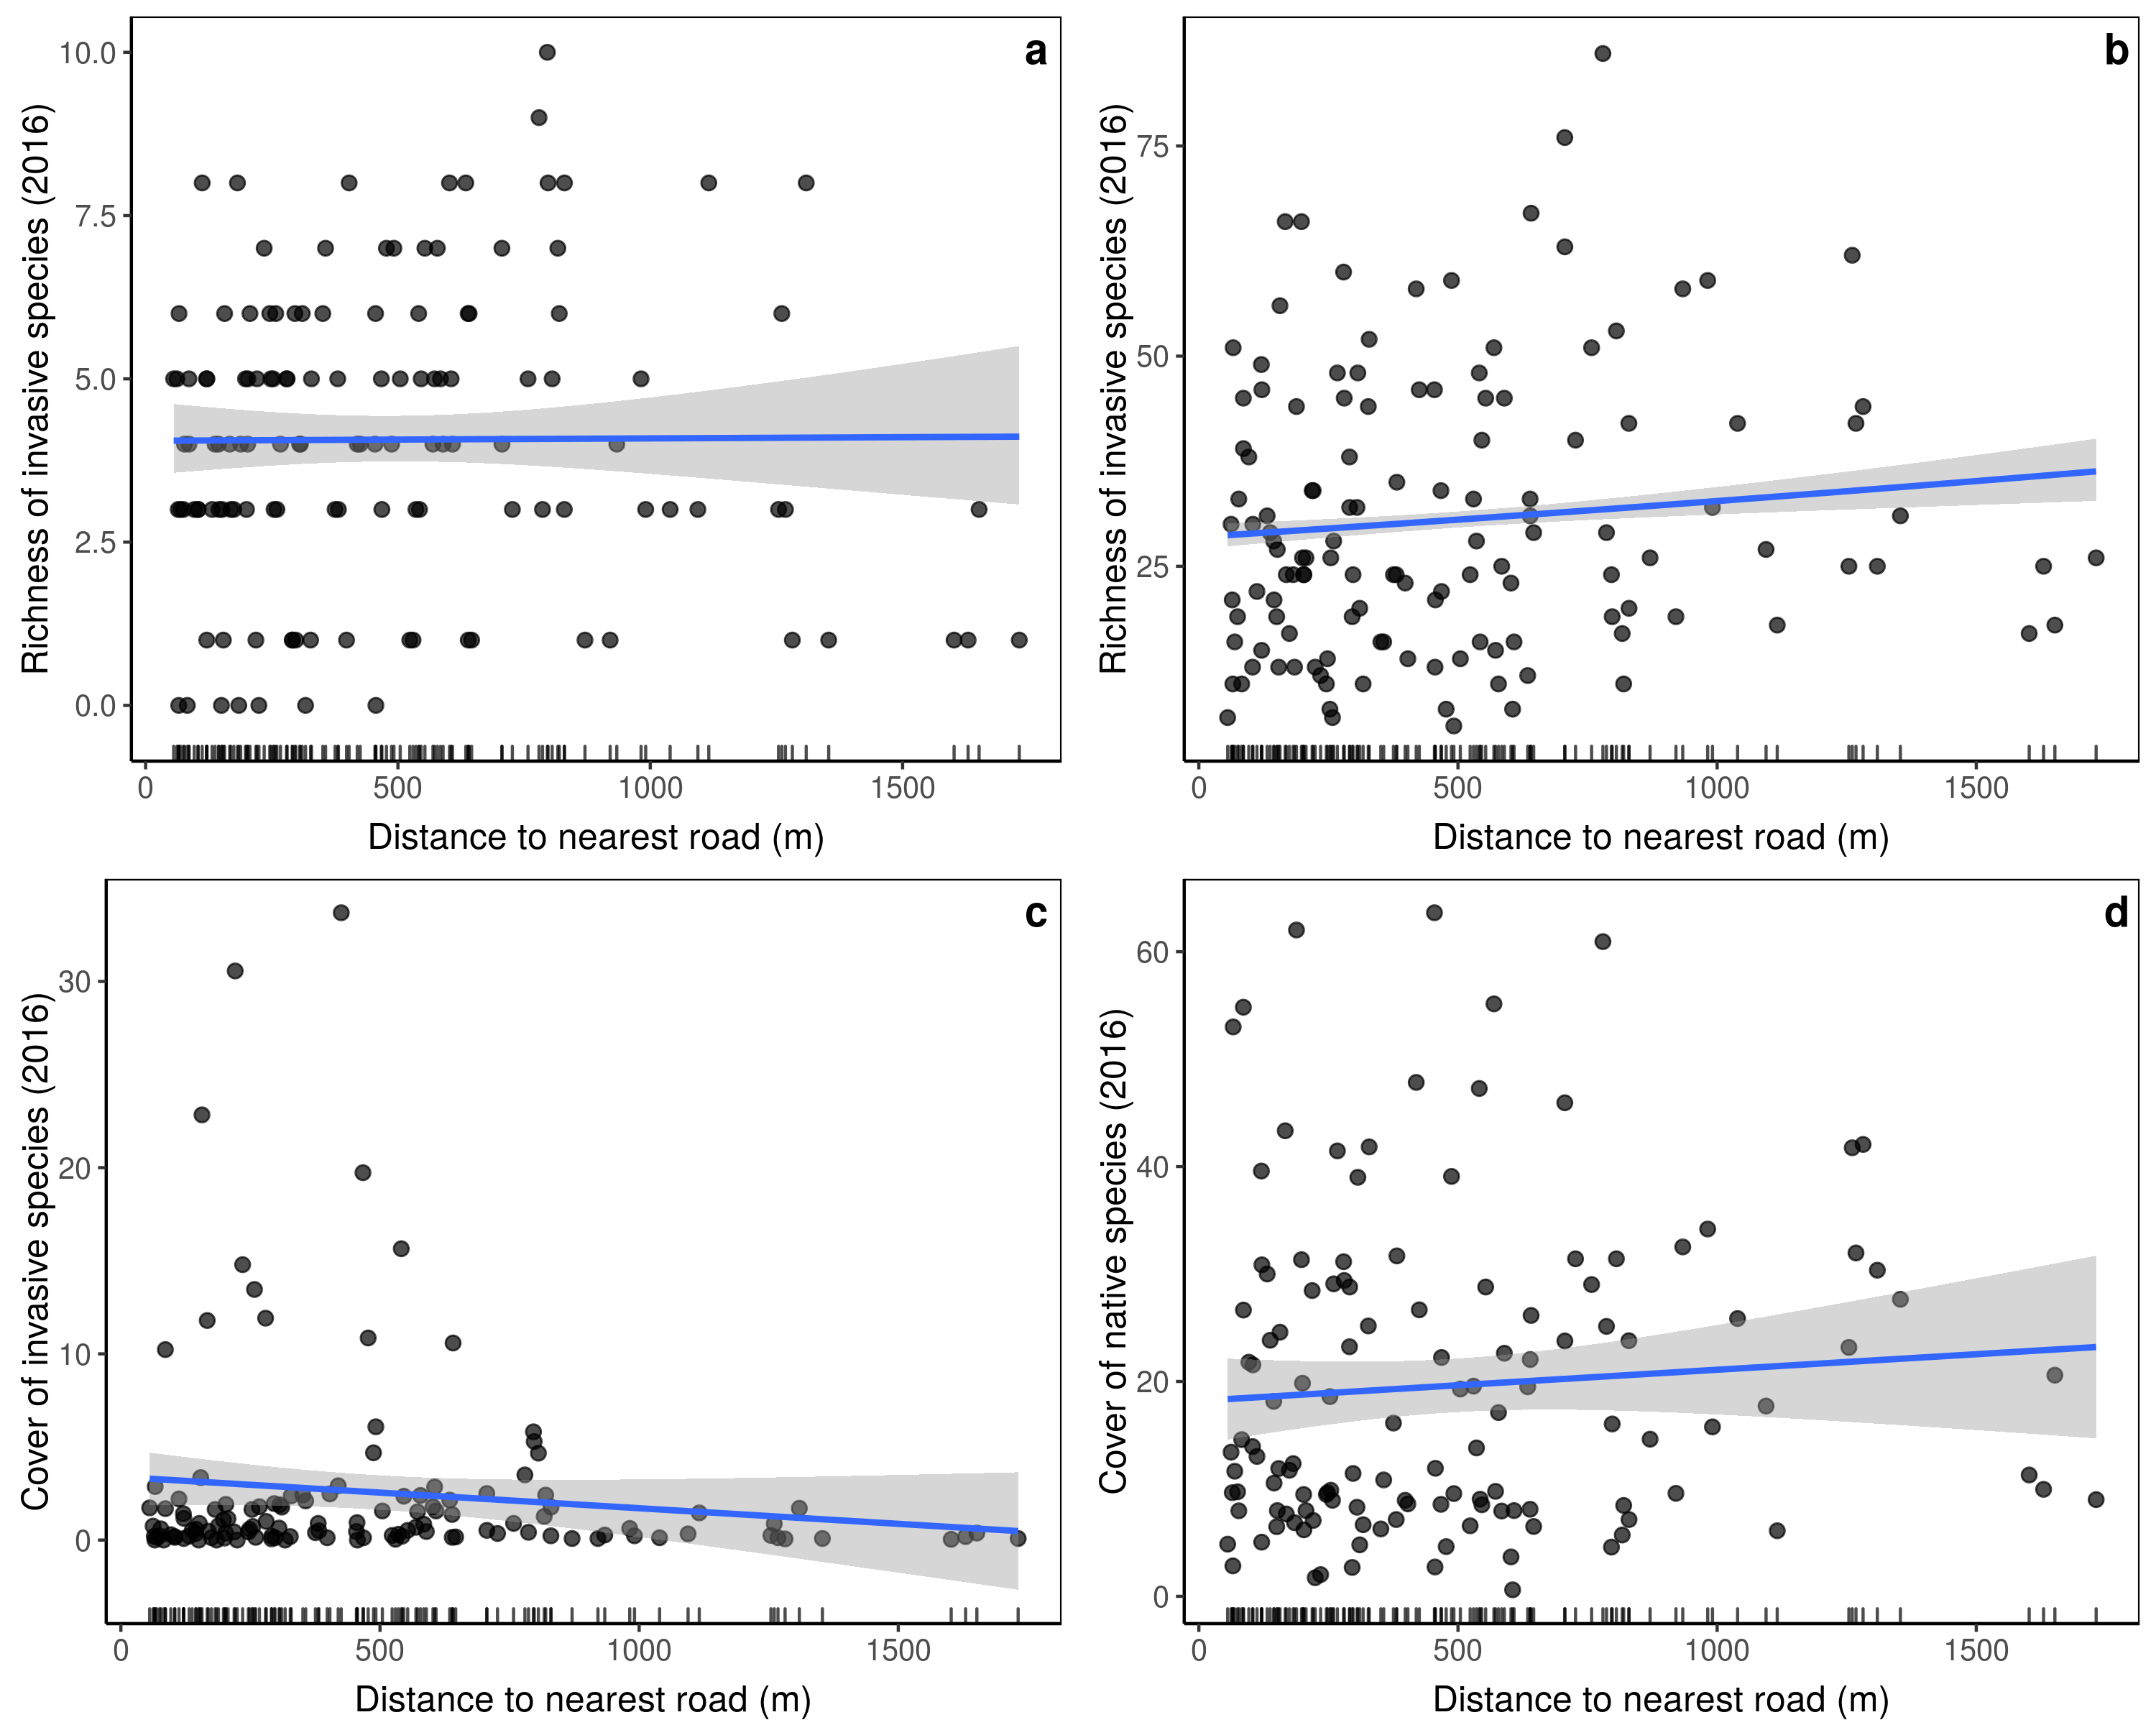 a
10.0
7.5
5.0
2.5
0.0
Richness of invasive species (2016)
0 500 1000 1500
Distance to nearest road (m)
b
75
50
25
Richness of invasive species (2016)
0 500 1000 1500
Distance to nearest road (m)
c
30
20
10
0
Cover of invasive species (2016)
0 500 1000 1500
Distance to nearest road (m)
d
60
40
20
0
Cover of native species (2016)
0 500 1000 1500
Distance to nearest road (m)